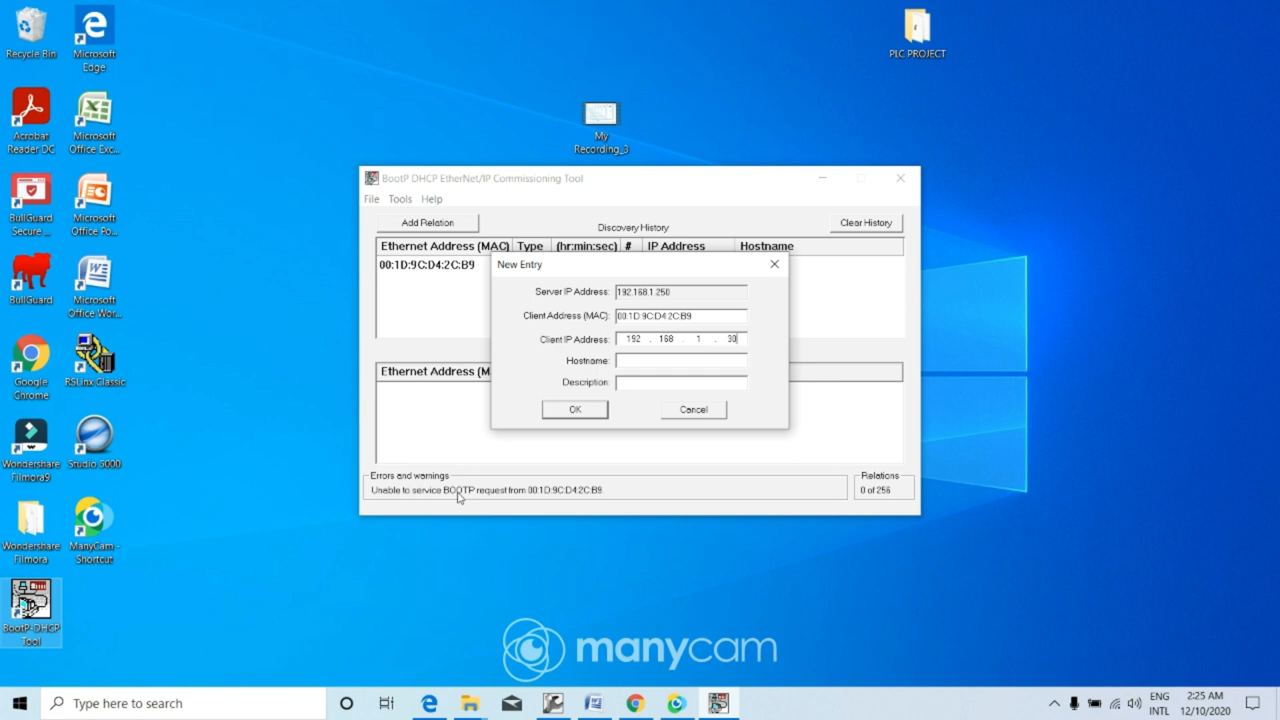 Recycle Bin
Microsoft
Edge
PLC PROJECT
Acrobat
Reader DC
Microsoft
Office Exc...
My
Recording_3
BullGuard
Secure ...
Microsoft
Office Po...
BullGuard
Microsoft
Office Wor...
Google
Chrome
RSLinx Classic
Wondershare
Filmora9
Studio 5000
Wondershare
Filmora
ManyCam -
Shortcut
BootP-DHCP
Tool
BootP DHCP EtherNet/IP Commissioning Tool
File Tools Help
Add Relation
Discovery History
Clear History
Ethernet Address (MAC) Type (hr:min:sec) # IP Address Hostname
00:1D:9C:D4:2C:B9
New Entry
Server IP Address: 192.168.1.250
Client Address (MAC): 00:1D:9C:D4:2C:B9
Client IP Address: 192 . 168 . 1 . 30
Hostname:
Description:
OK Cancel
Ethernet Address (M
Errors and warnings
Unable to service BOOTP request from 00:1D:9C:D4:2C:B9.
Relations
0 of 256
manycam
Type here to search
ENG
INTL
2:25 AM
12/10/2020